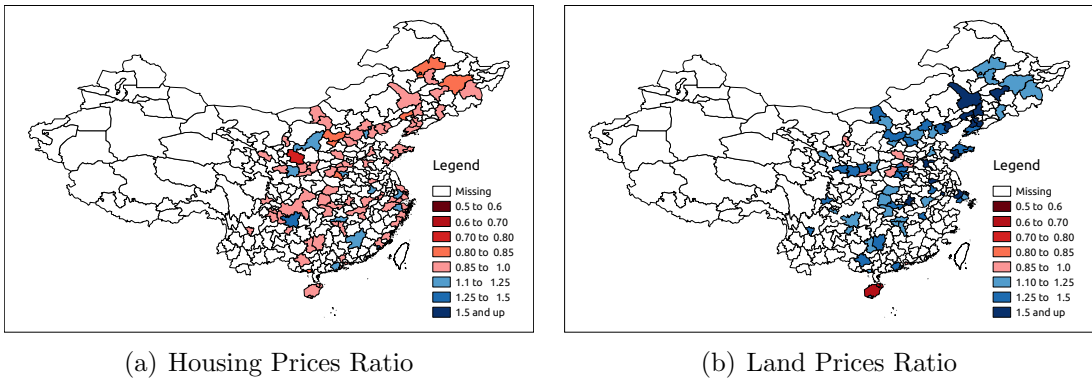 Legend
Missing
0.5 to 0.6
0.6 to 0.70
0.70 to 0.80
0.80 to 0.85
0.85 to 1.0
1.1 to 1.25
1.25 to 1.5
1.5 and up
Legend
Missing
0.5 to 0.6
0.6 to 0.70
0.70 to 0.80
0.80 to 0.85
0.85 to 1.0
1.10 to 1.25
1.25 to 1.5
1.5 and up
(a) Housing Prices Ratio
(b) Land Prices Ratio